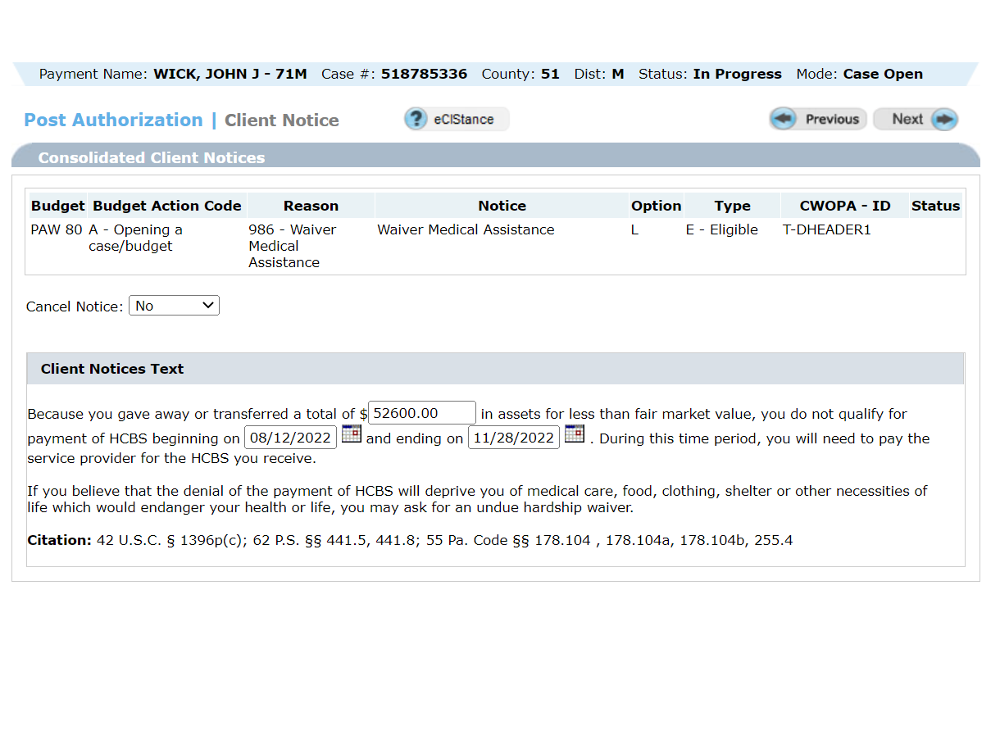 Payment Name: WICK, JOHN J - 71M Case #: 518785336 County: 51 Dist: M Status: In Progress Mode: Case Open
Post Authorization | Client Notice
? eCIStance
Previous
Next
Consolidated Client Notices
Budget Budget Action Code Reason Notice Option Type CWOPA - ID Status
PAW 80 A - Opening a 986 - Waiver Waiver Medical Assistance L E - Eligible T-DHEADER1
case/budget Medical
Assistance
Cancel Notice: No
Client Notices Text
Because you gave away or transferred a total of $ 52600.00 in assets for less than fair market value, you do not qualify for
payment of HCBS beginning on 08/12/2022 and ending on 11/28/2022 . During this time period, you will need to pay the
service provider for the HCBS you receive.
If you believe that the denial of the payment of HCBS will deprive you of medical care, food, clothing, shelter or other necessities of
life which would endanger your health or life, you may ask for an undue hardship waiver.
Citation: 42 U.S.C. § 1396p(c); 62 P.S. §§ 441.5, 441.8; 55 Pa. Code §§ 178.104 , 178.104a, 178.104b, 255.4